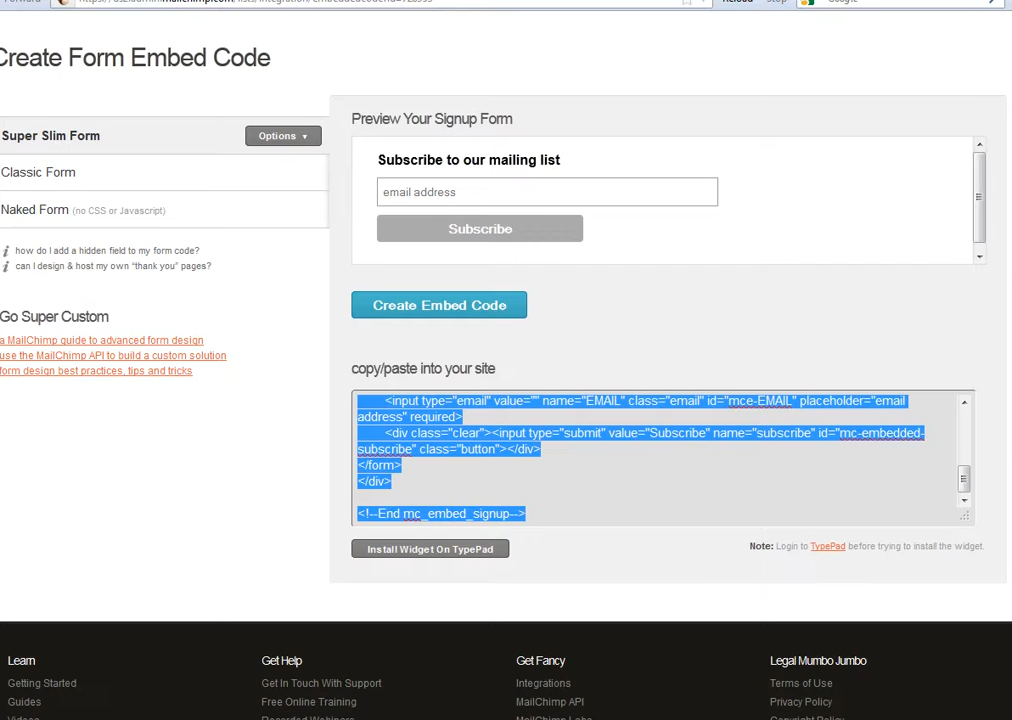 mailchimp.com/lists/integration/
Create Form Embed Code
Super Slim Form
Options
Classic Form
Naked Form (no CSS or Javascript)
how do I add a hidden field to my form code?
can I design & host my own “thank you” pages?
Go Super Custom
a MailChimp guide to advanced form design
use the MailChimp API to build a custom solution
form design best practices, tips and tricks
Preview Your Signup Form
Subscribe to our mailing list
email address
Subscribe
Create Embed Code
copy/paste into your site
<input type="email" value="" name="EMAIL" class="email" id="mce-EMAIL" placeholder="email
address" required>
<div class="clear"><input type="submit" value="Subscribe" name="subscribe" id="mc-embedded-
subscribe" class="button"></div>
</form>
</div>
<!--End mc_embed_signup-->
Install Widget On TypePad
Note: Login to TypePad before trying to install the widget.
Learn
Getting Started
Guides
Get Help
Get In Touch With Support
Free Online Training
Get Fancy
Integrations
MailChimp API
MailChimp Labs
Legal Mumbo Jumbo
Terms of Use
Privacy Policy
Copyright Policy